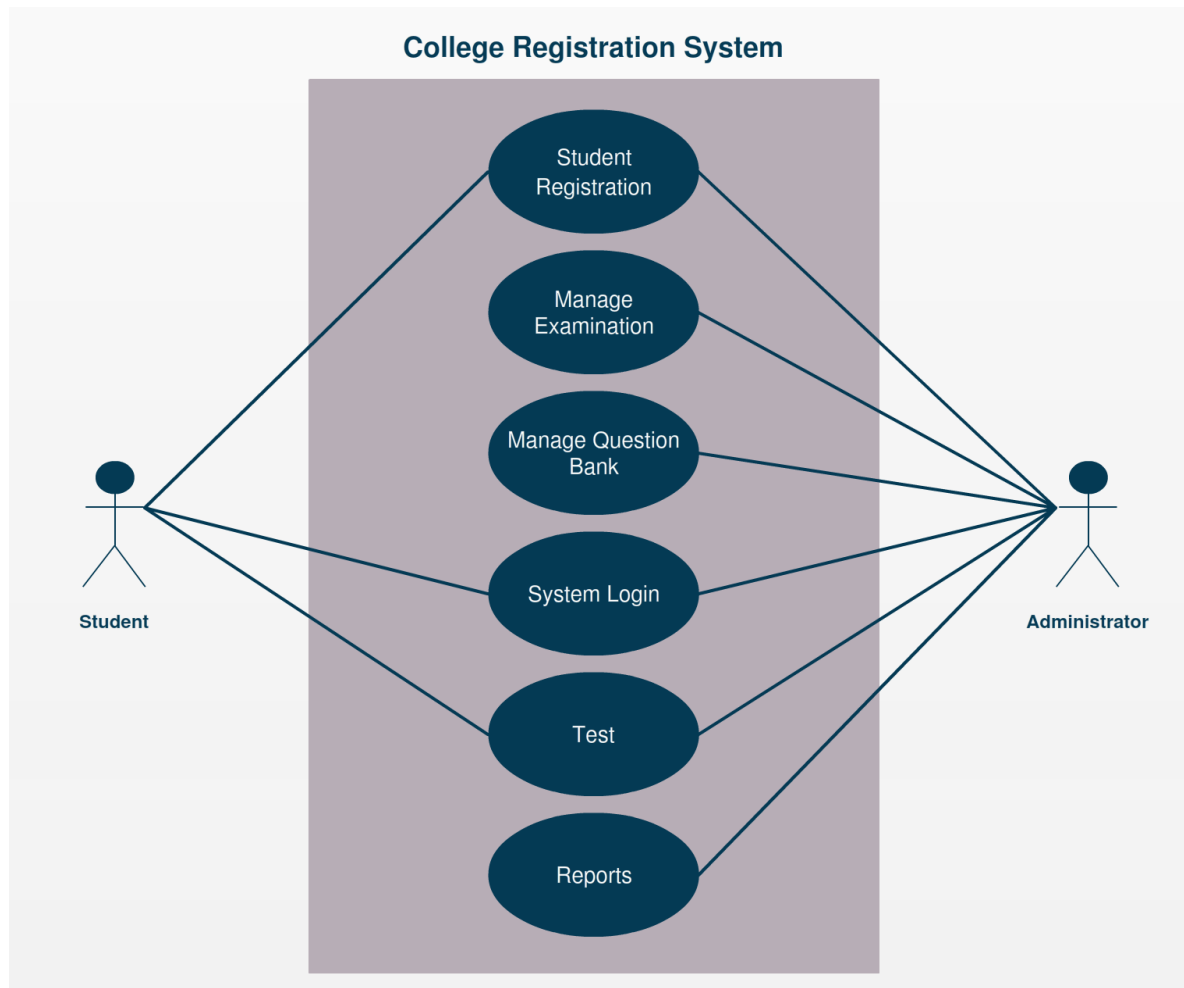 College Registration System
Student
Registration
Manage
Examination
Manage Question
Bank
System Login
Test
Reports
Student
Administrator